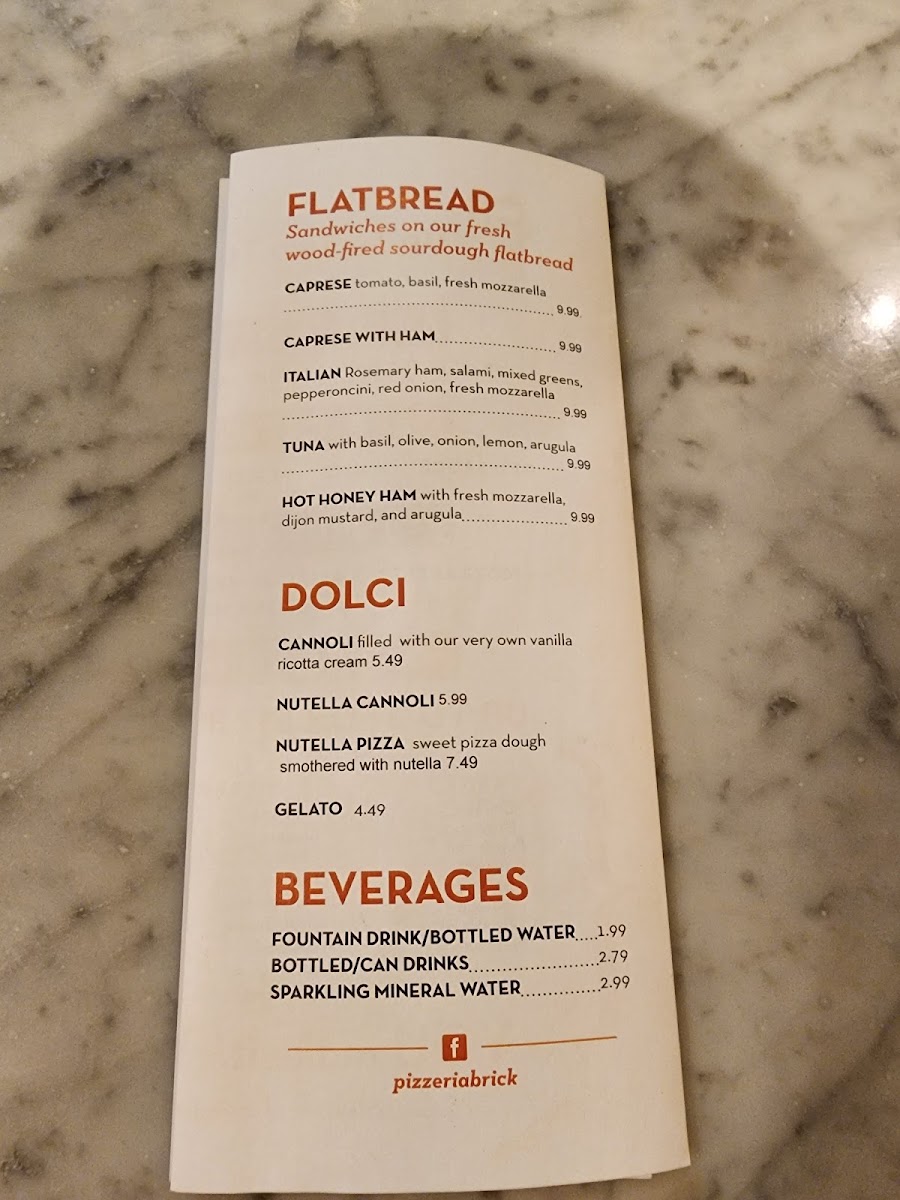 FLATBREAD
Sandwiches on our fresh
wood-fired sourdough flatbread
CAPRESE tomato, basil, fresh mozzarella
9.99
CAPRESE WITH HAM 9.99
ITALIAN Rosemary ham, salami, mixed greens,
pepperoncini, red onion, fresh mozzarella
9.99
TUNA with basil, olive, onion, lemon, arugula
9.99
HOT HONEY HAM with fresh mozzarella,
dijon mustard, and arugula 9.99
DOLCI
CANNOLI filled with our very own vanilla
ricotta cream 5.49
NUTELLA CANNOLI 5.99
NUTELLA PIZZA sweet pizza dough
smothered with nutella 7.49
GELATO 4.49
BEVERAGES
FOUNTAIN DRINK/BOTTLED WATER 1.99
BOTTLED/CAN DRINKS 2.79
SPARKLING MINERAL WATER 2.99
f
pizzeriabrick